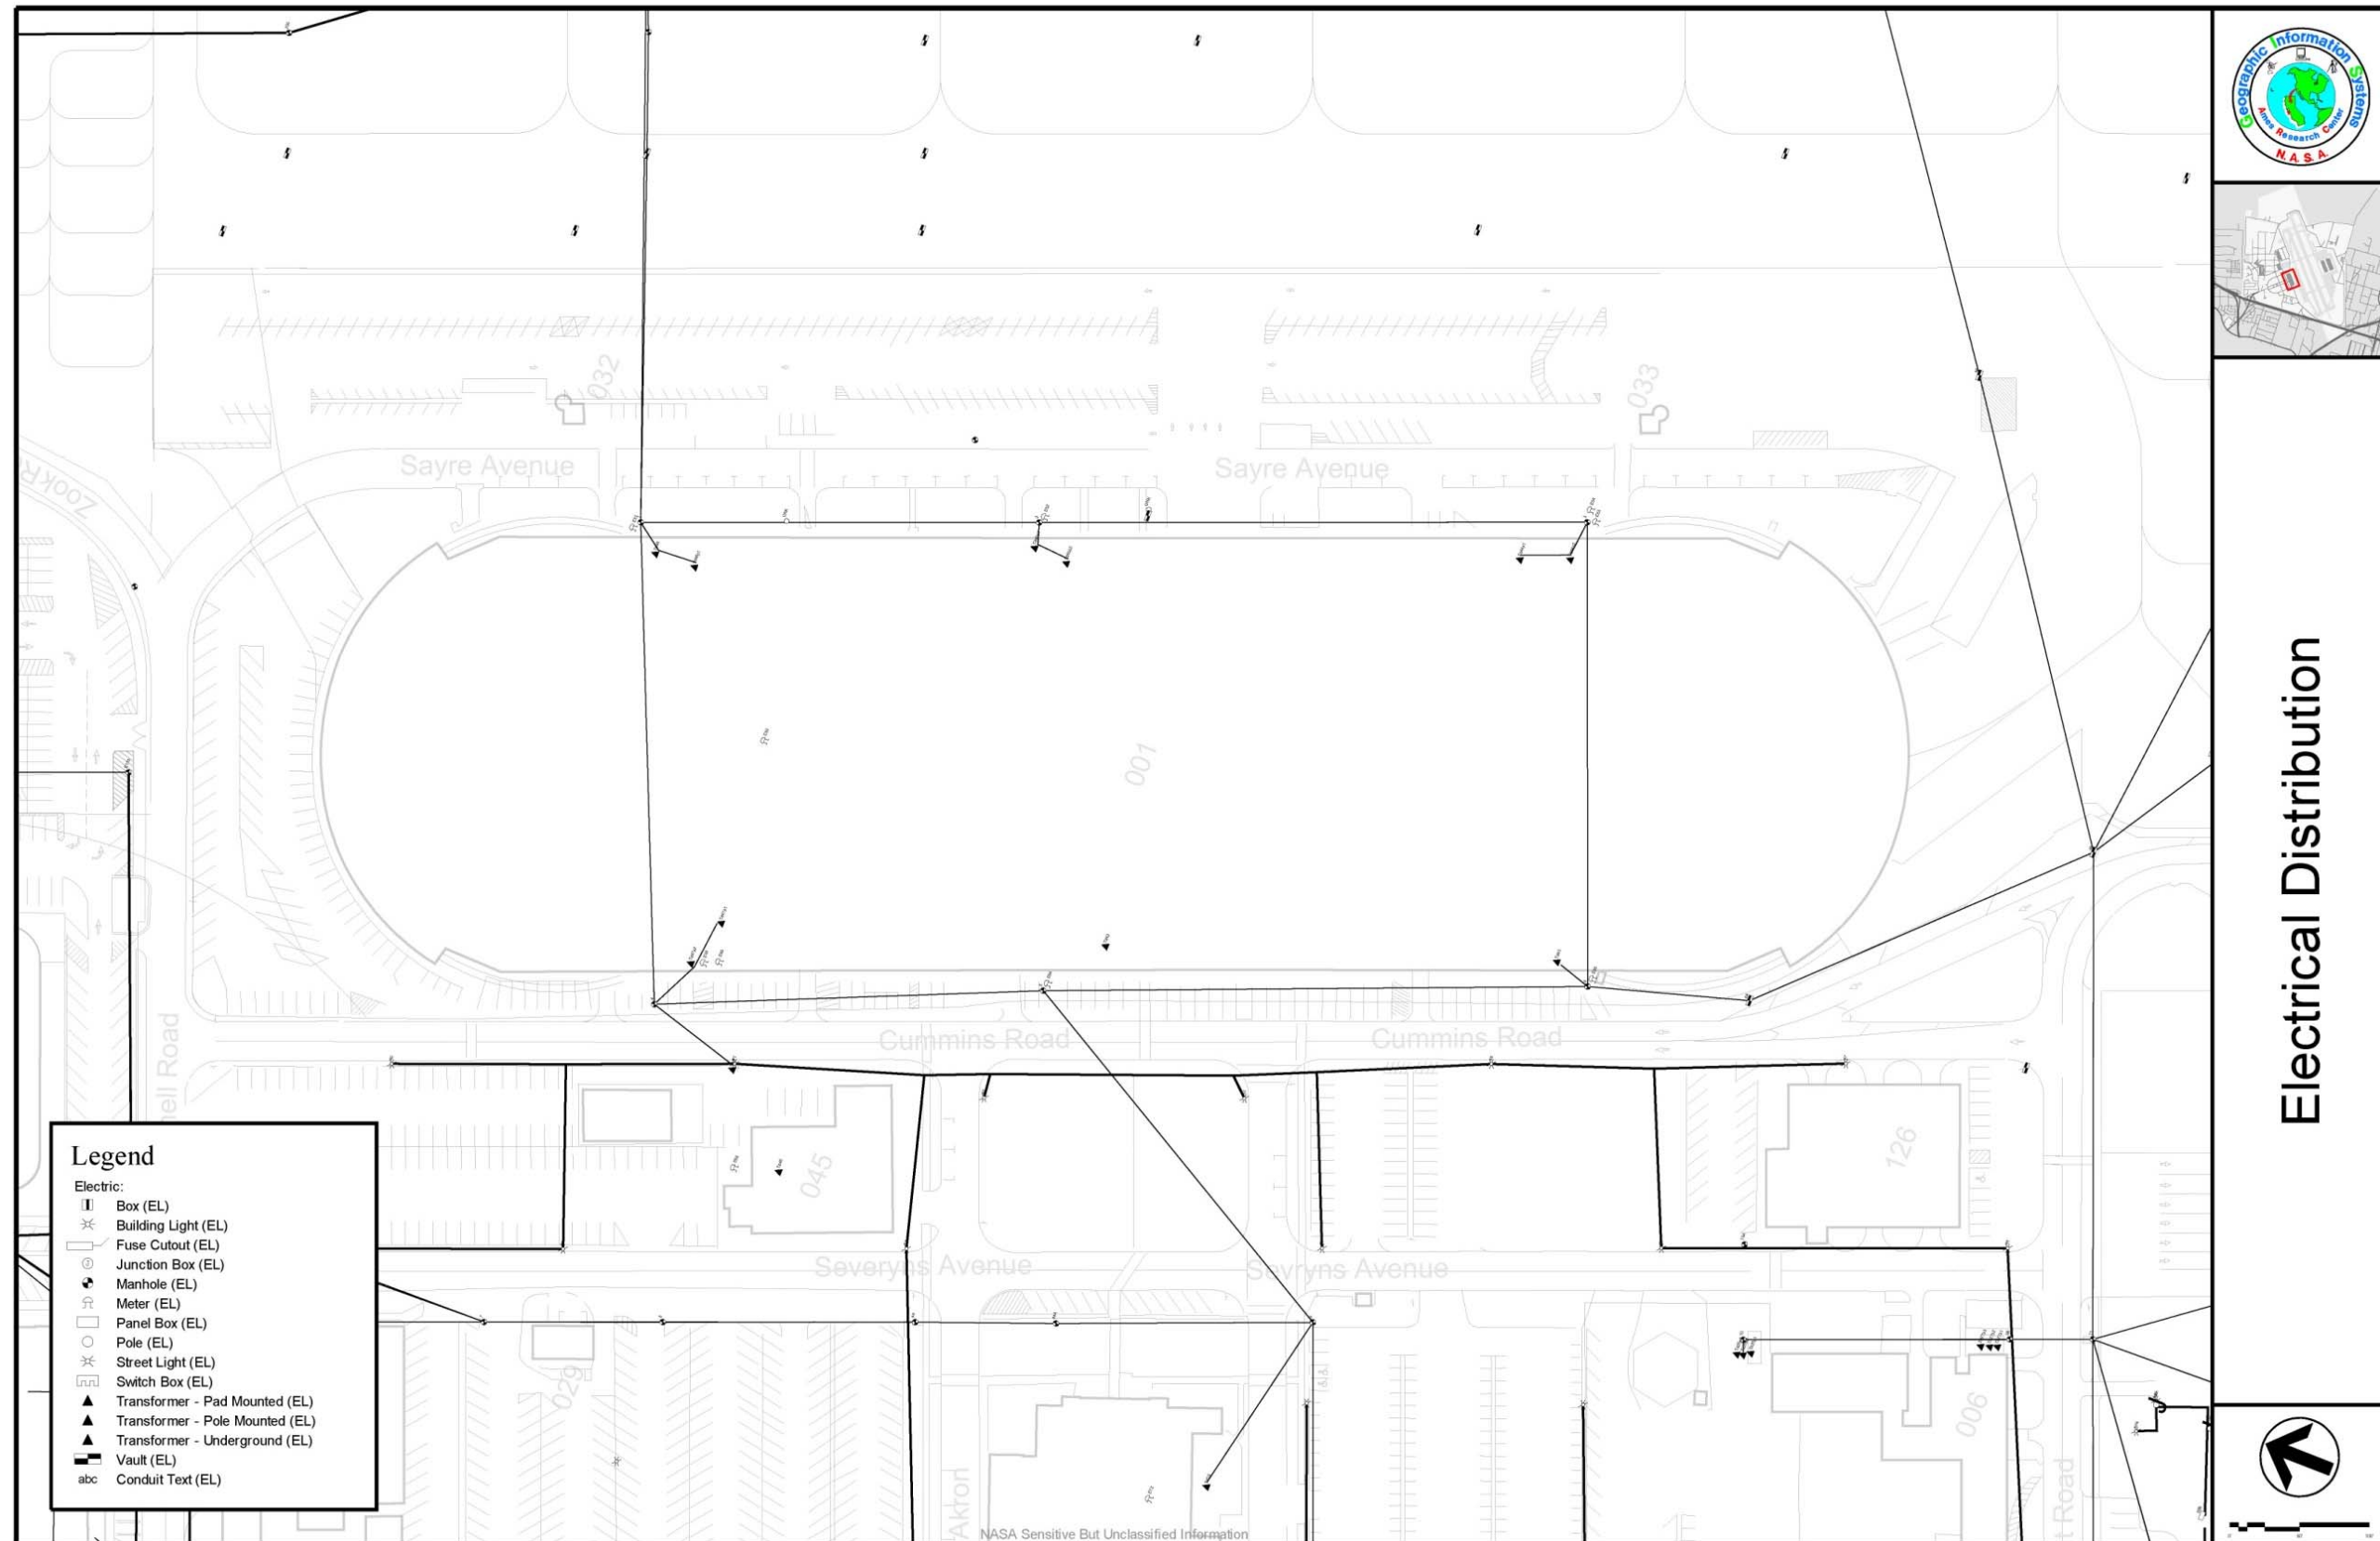 Geographic Information Systems
Ames Research Center
N. A. S. A.
032
033
Sayre Avenue
Sayre Avenue
001
Electrical Distribution
Cummins Road
Cummins Road
nell Road
045
126
Severyns Avenue
Sevryns Avenue
029
006
Akron
Road
Legend
Electric:
Box (EL)
Building Light (EL)
Fuse Cutout (EL)
Junction Box (EL)
Manhole (EL)
Meter (EL)
Panel Box (EL)
Pole (EL)
Street Light (EL)
Switch Box (EL)
Transformer - Pad Mounted (EL)
Transformer - Pole Mounted (EL)
Transformer - Underground (EL)
Vault (EL)
abc Conduit Text (EL)
NASA Sensitive But Unclassified Information